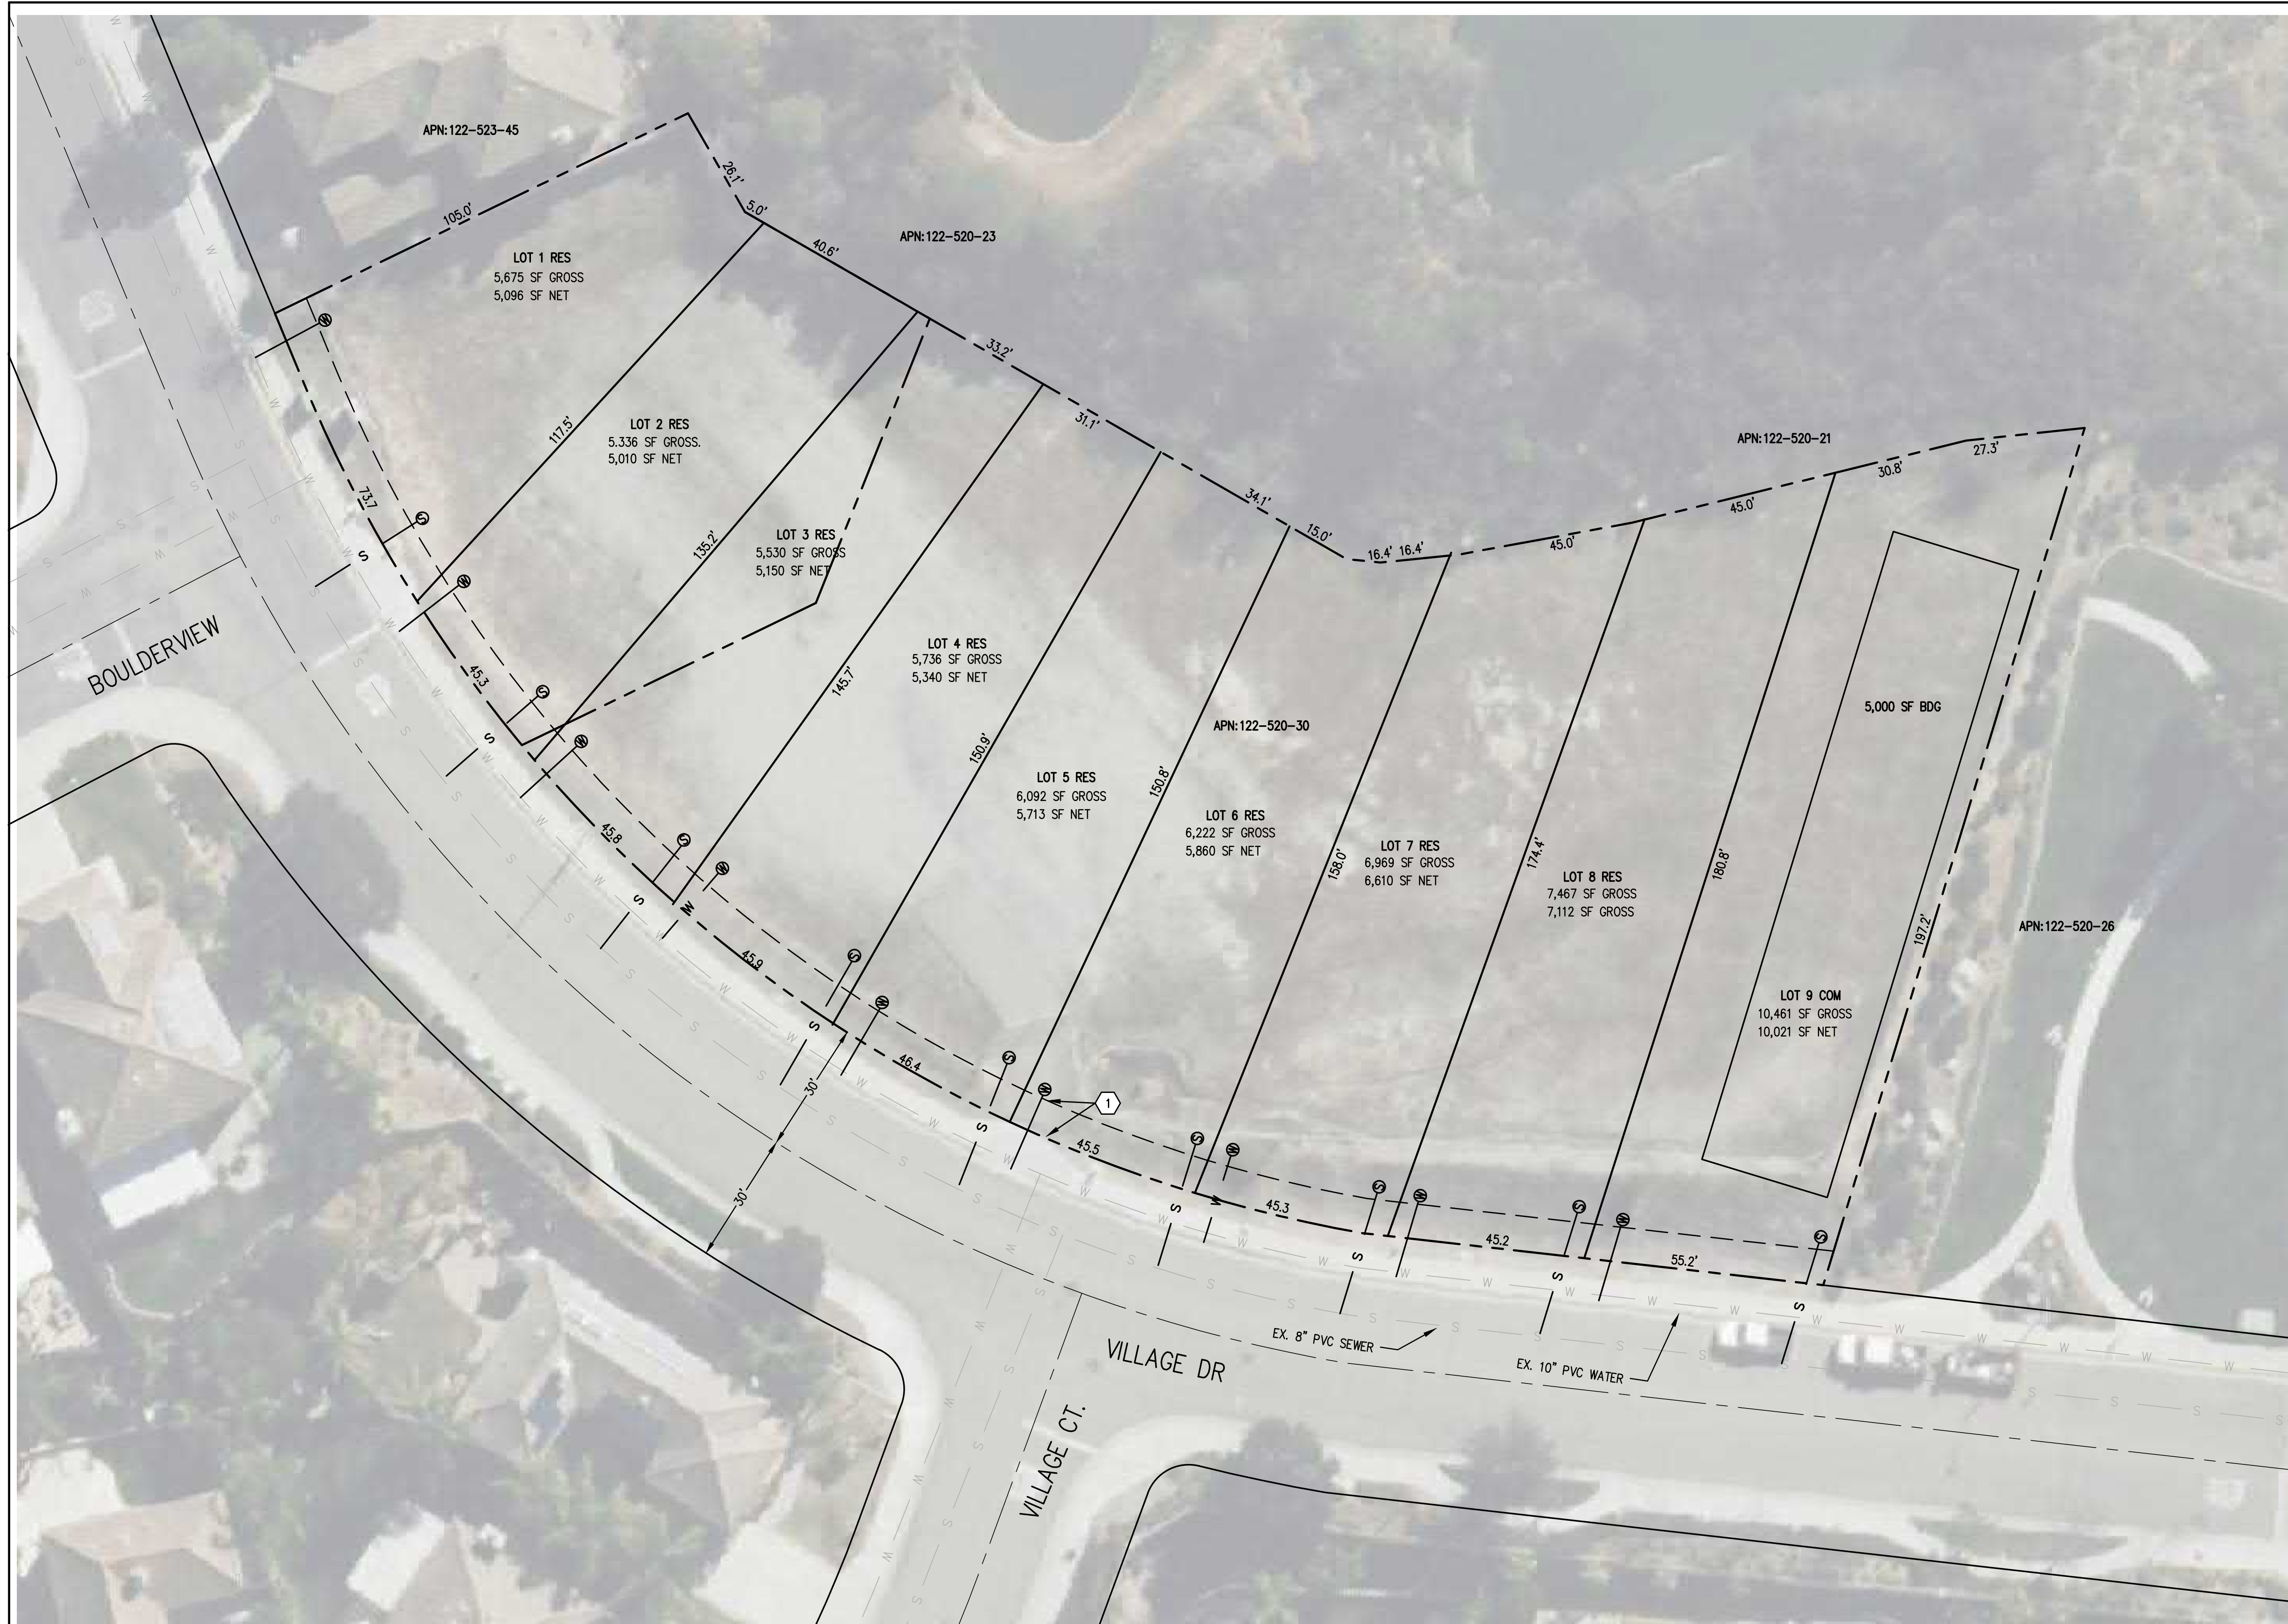 APN:122-523-45
26.1'
5.0'
105.0'
40.6'
APN:122-520-23
LOT 1 RES
5,675 SF GROSS
5,096 SF NET
33.2'
31.1'
117.5'
LOT 2 RES
5.336 SF GROSS.
5,010 SF NET
APN:122-520-21
27.3'
30.8'
45.0'
34.1'
15.0'
16.4' 16.4'
45.0'
73.7
135.2'
LOT 3 RES
5,530 SF GROSS
5,150 SF NET
BOULDERVIEW
45.3
145.7'
LOT 4 RES
5,736 SF GROSS
5,340 SF NET
150.9'
APN:122-520-30
5,000 SF BDG
LOT 5 RES
6,092 SF GROSS
5,713 SF NET
150.8'
LOT 6 RES
6,222 SF GROSS
5,860 SF NET
158.0'
LOT 7 RES
6,969 SF GROSS
6,610 SF NET
174.4'
LOT 8 RES
7,467 SF GROSS
7,112 SF GROSS
180.8'
197.2'
APN:122-520-26
LOT 9 COM
10,461 SF GROSS
10,021 SF NET
45.8
45.9
46.4
30'
30'
1
45.5
45.3
45.2
55.2'
EX. 8" PVC SEWER
EX. 10" PVC WATER
VILLAGE DR
VILLAGE CT.